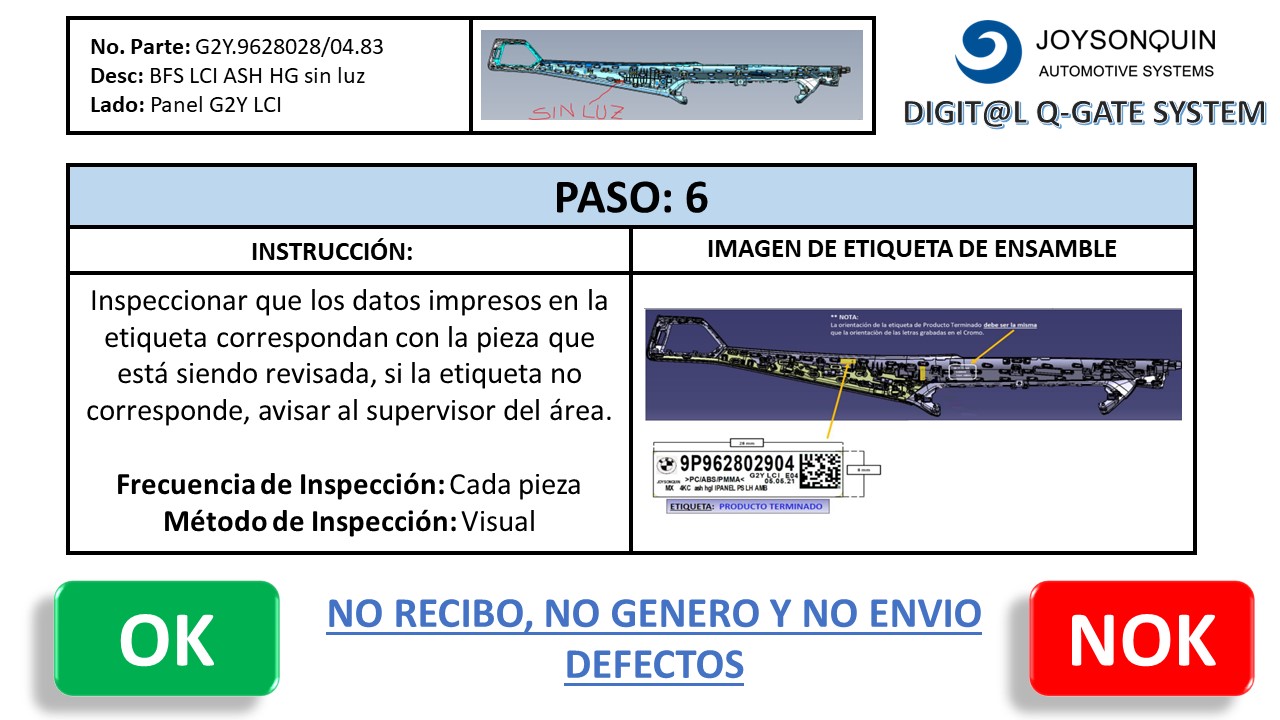 No. Parte: G2Y.9628028/04.83
Desc: BFS LCI ASH HG sin luz
Lado: Panel G2Y LCI
SIN LUZ
JOYSONQUIN
AUTOMOTIVE SYSTEMS
DIGIT@L Q-GATE SYSTEM
PASO: 6
INSTRUCCIÓN:
Inspeccionar que los datos impresos en la
etiqueta correspondan con la pieza que
está siendo revisada, si la etiqueta no
corresponde, avisar al supervisor del área.
Frecuencia de Inspección: Cada pieza
Método de Inspección: Visual
IMAGEN DE ETIQUETA DE ENSAMBLE
** NOTA:
La orientación de la etiqueta de Producto Terminado debe ser la misma
que la orientación de las letras grabadas en el Cromo.
28 mm
9P962802904
G2Y LCI E04
>PC/ABS/PMMA< 05.05.21
JOYSONQUIN
MX 4KC ash hgl IPANEL PS LH AMB
8 mm
ETIQUETA: PRODUCTO TERMINADO
OK
NO RECIBO, NO GENERO Y NO ENVIO
DEFECTOS
NOK